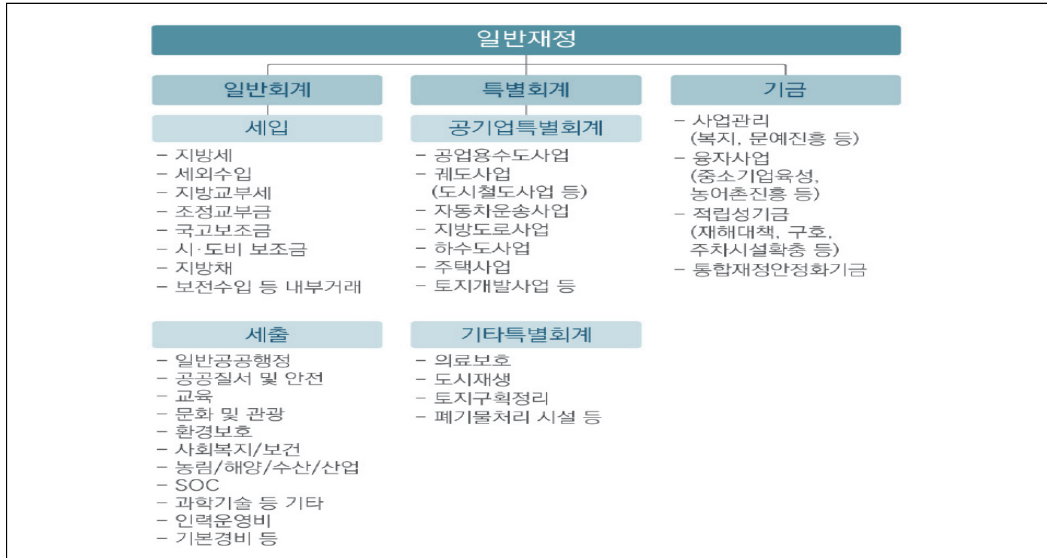 일반재정
일반회계
세입
- 지방세
- 세외수입
- 지방교부세
- 조정교부금
- 국고보조금
- 시·도비 보조금
- 지방채
- 보전수입 등 내부거래
세출
- 일반공공행정
- 공공질서 및 안전
- 교육
- 문화 및 관광
- 환경보호
- 사회복지/보건
- 농림/해양/수산/산업
- SOC
- 과학기술 등 기타
- 인력운영비
- 기본경비 등
특별회계
공기업특별회계
- 공업용수도사업
- 궤도사업
(도시철도사업 등)
- 자동차운송사업
- 지방도로사업
- 하수도사업
- 주택사업
- 토지개발사업 등
기타특별회계
- 의료보호
- 도시재생
- 토지구획정리
- 폐기물처리 시설 등
기금
- 사업관리
(복지, 문예진흥 등)
- 융자사업
(중소기업육성,
농어촌진흥 등)
- 적립성기금
(재해대책, 구호,
주차시설확충 등)
- 통합재정안정화기금